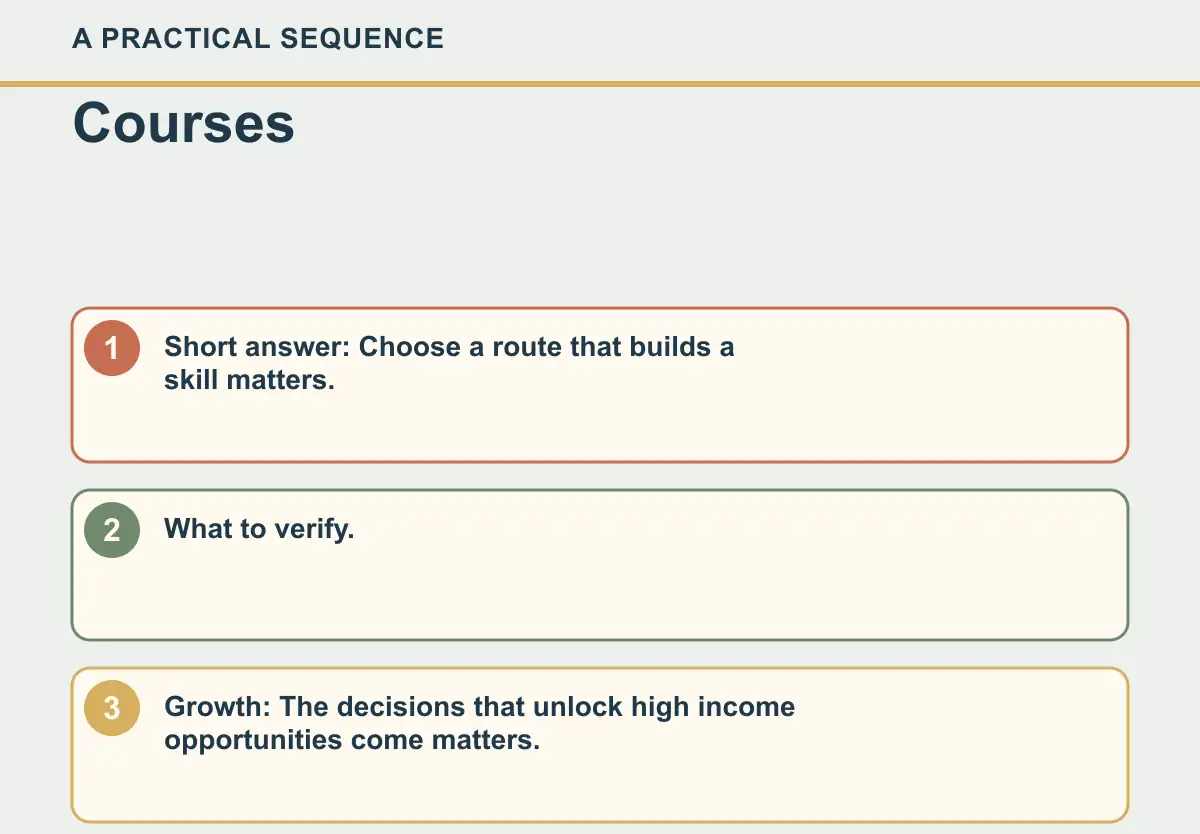 A PRACTICAL SEQUENCE
Courses
1
Short answer: Choose a route that builds a
skill matters.
2
What to verify.
3
Growth: The decisions that unlock high income
opportunities come matters.